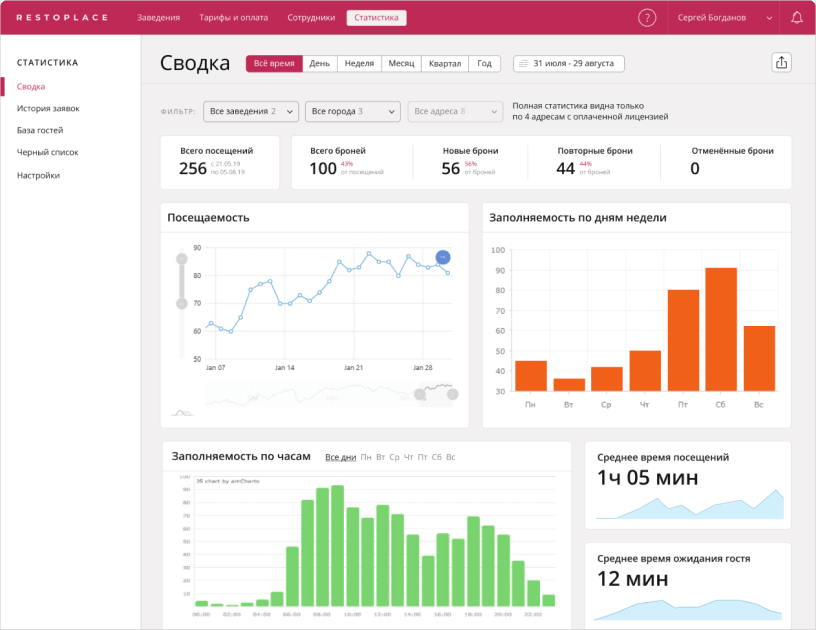 RESTOPLACE Заведения Тарифы и оплата Сотрудники Статистика ? Сергей Богданов
СТАТИСТИКА
Сводка
История заявок
База гостей
Черный список
Настройки
Сводка Всё время День Неделя Месяц Квартал Год 31 июля - 29 августа
ФИЛЬТР: Все заведения 2 Все города 3 Все адреса 8
Полная статистика видна только
по 4 адресам с оплаченной лицензией
Всего посещений
256 с 21.05.19
по 05.08.19
Всего броней
100 43%
от посещений
Новые брони
56 56%
от броней
Повторные брони
44 44%
от броней
Отменённые брони
0
Посещаемость
90
80
70
60
50
Jan 07 Jan 14 Jan 21 Jan 28
Заполняемость по дням недели
100
90
80
70
60
50
40
30
Пн Вт Ср Чт Пт Сб Вс
Заполняемость по часам Все дни Пн Вт Ср Чт Пт Сб Вс
JS chart by amCharts
100
90
80
70
60
50
40
30
20
10
00:00 02:00 04:00 06:00 08:00 10:00 12:00 14:00 16:00 18:00 20:00 22:00
Среднее время посещений
1ч 05 мин
Среднее время ожидания гостя
12 мин